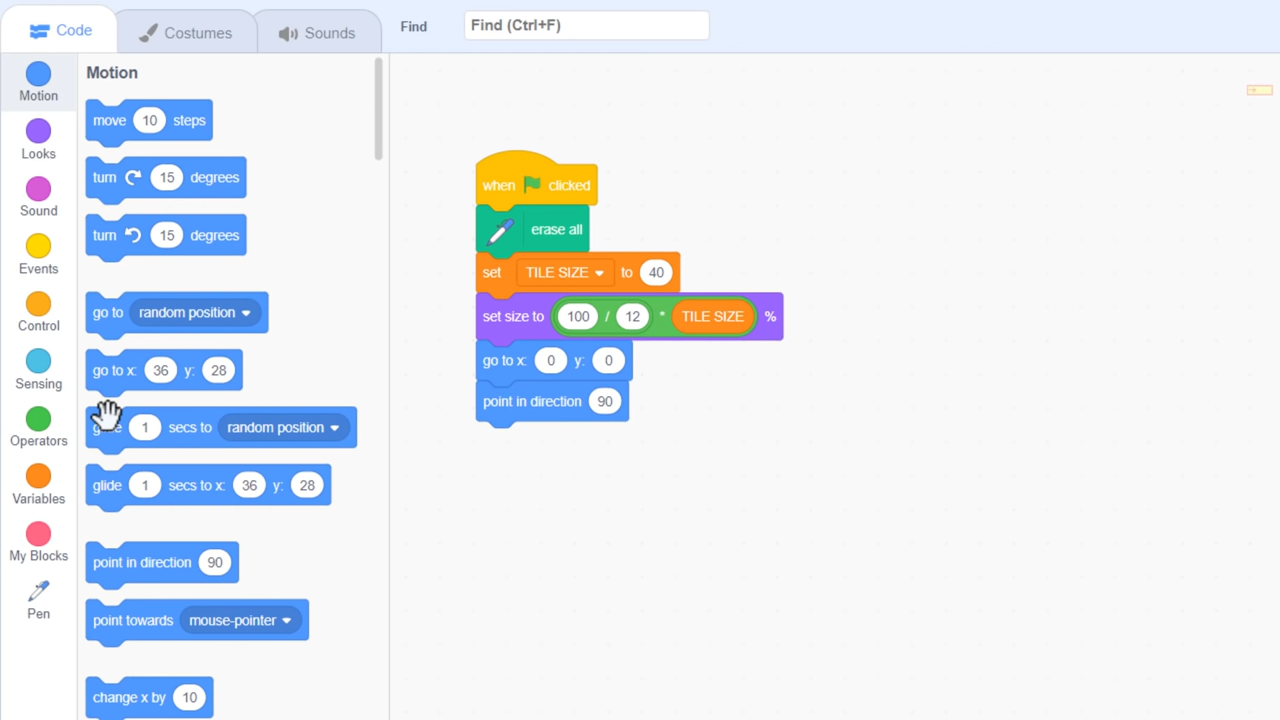 Code
Costumes
Sounds
Find
Find (Ctrl+F)
Motion
Looks
Sound
Events
Control
Sensing
Operators
Variables
My Blocks
Pen
Motion
move 10 steps
turn 15 degrees
turn 15 degrees
go to random position
go to x: 36 y: 28
1 secs to random position
glide 1 secs to x: 36 y: 28
point in direction 90
point towards mouse-pointer
change x by 10
when clicked
erase all
set TILE SIZE to 40
set size to 100 / 12 * TILE SIZE %
go to x: 0 y: 0
point in direction 90